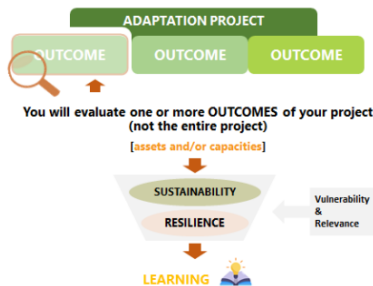 ADAPTATION PROJECT
OUTCOME OUTCOME OUTCOME
You will evaluate one or more OUTCOMES of your project
(not the entire project)
[assets and/or capacities]
SUSTAINABILITY
RESILIENCE
Vulnerability
&
Relevance
LEARNING